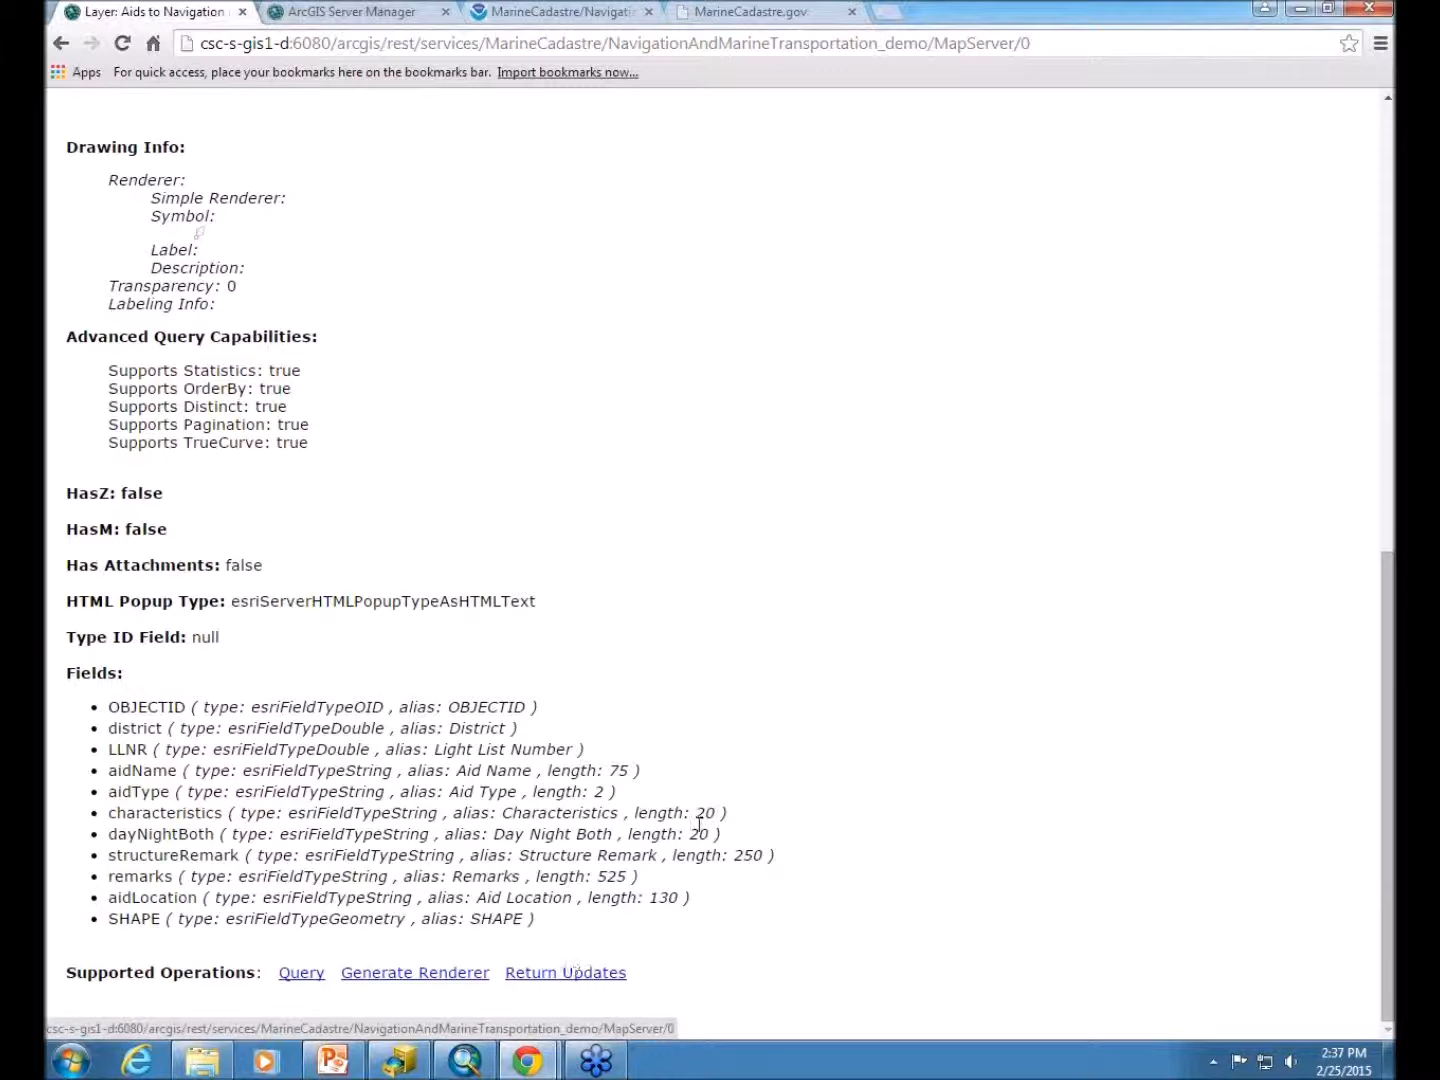 Layer: Aids to Navigation
ArcGIS Server Manager
MarineCadastre/Navigati
MarineCadastre.gov
csc-s-gis1-d:6080/arcgis/rest/services/MarineCadastre/NavigationAndMarineTransportation_demo/MapServer/0
Apps For quick access, place your bookmarks here on the bookmarks bar. Import bookmarks now...
Drawing Info:
Renderer:
Simple Renderer:
Symbol:
Label:
Description:
Transparency: 0
Labeling Info:
Advanced Query Capabilities:
Supports Statistics: true
Supports OrderBy: true
Supports Distinct: true
Supports Pagination: true
Supports TrueCurve: true
HasZ: false
HasM: false
Has Attachments: false
HTML Popup Type: esriServerHTMLPopupTypeAsHTMLText
Type ID Field: null
Fields:
• OBJECTID ( type: esriFieldTypeOID , alias: OBJECTID )
• district ( type: esriFieldTypeDouble , alias: District )
• LLNR ( type: esriFieldTypeDouble , alias: Light List Number )
• aidName ( type: esriFieldTypeString , alias: Aid Name , length: 75 )
• aidType ( type: esriFieldTypeString , alias: Aid Type , length: 2 )
• characteristics ( type: esriFieldTypeString , alias: Characteristics , length: 20 )
• dayNightBoth ( type: esriFieldTypeString , alias: Day Night Both , length: 20 )
• structureRemark ( type: esriFieldTypeString , alias: Structure Remark , length: 250 )
• remarks ( type: esriFieldTypeString , alias: Remarks , length: 525 )
• aidLocation ( type: esriFieldTypeString , alias: Aid Location , length: 130 )
• SHAPE ( type: esriFieldTypeGeometry , alias: SHAPE )
Supported Operations: Query Generate Renderer Return Updates
csc-s-gis1-d:6080/arcgis/rest/services/MarineCadastre/NavigationAndMarineTransportation_demo/MapServer/0
2:37 PM
2/25/2015